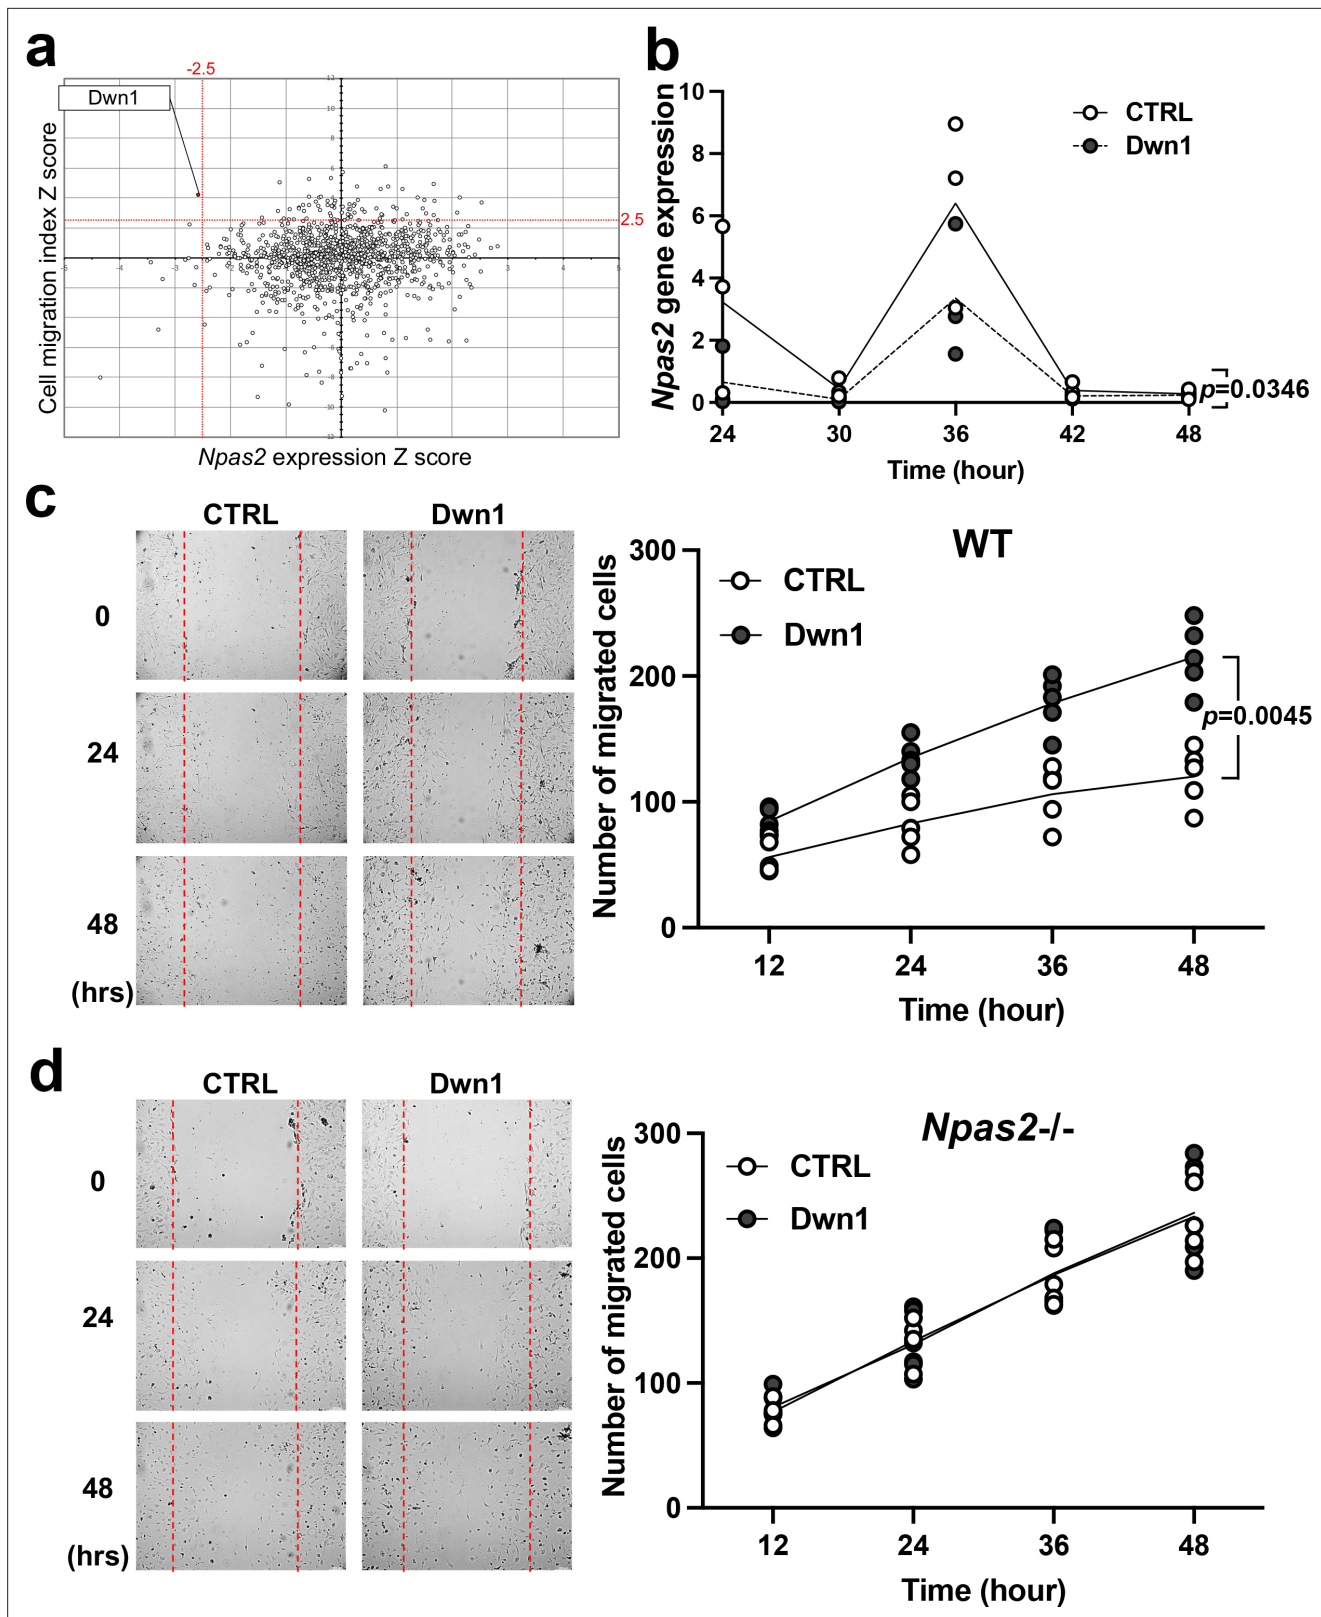 a
-2.5
Dwn1
Cell migration index Z score
2.5
Npas2 expression Z score
b
Npas2 gene expression
10
8
6
4
2
0
CTRL
Dwn1
p=0.0346
24 30 36 42 48
Time (hour)
c
CTRL Dwn1
0
24
48
(hrs)
WT
Number of migrated cells
300
200
100
0
CTRL
Dwn1
p=0.0045
12 24 36 48
Time (hour)
d
CTRL Dwn1
0
24
48
(hrs)
Npas2-/-
Number of migrated cells
300
200
100
0
CTRL
Dwn1
12 24 36 48
Time (hour)